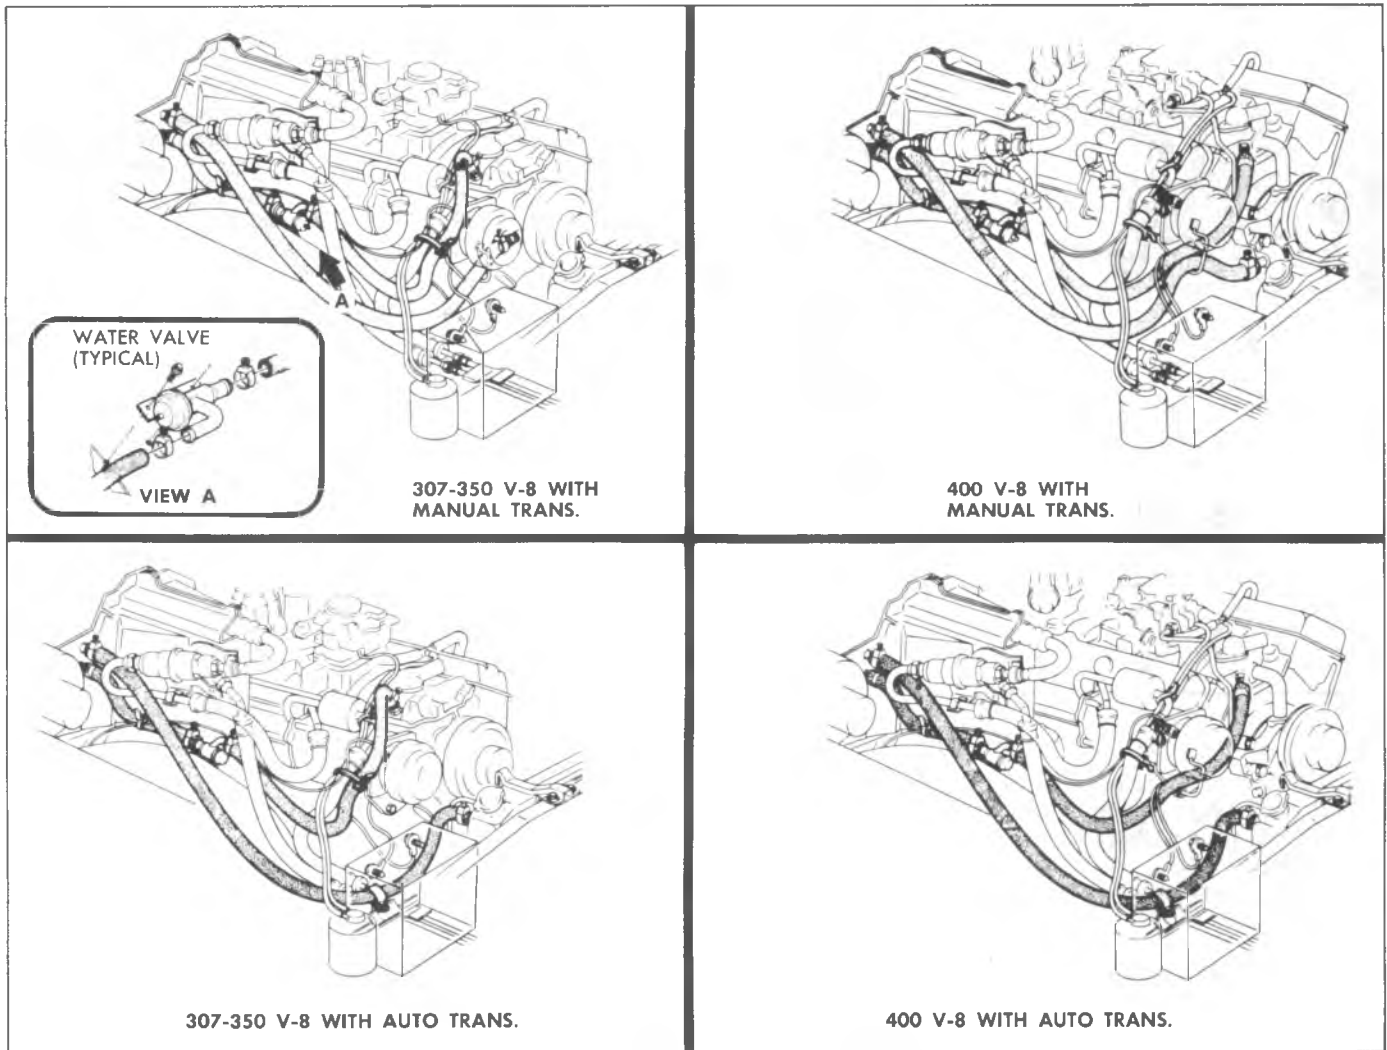 A
WATER VALVE
(TYPICAL)
VIEW A
307-350 V-8 WITH
MANUAL TRANS.
400 V-8 WITH
MANUAL TRANS.
307-350 V-8 WITH AUTO TRANS.
400 V-8 WITH AUTO TRANS.